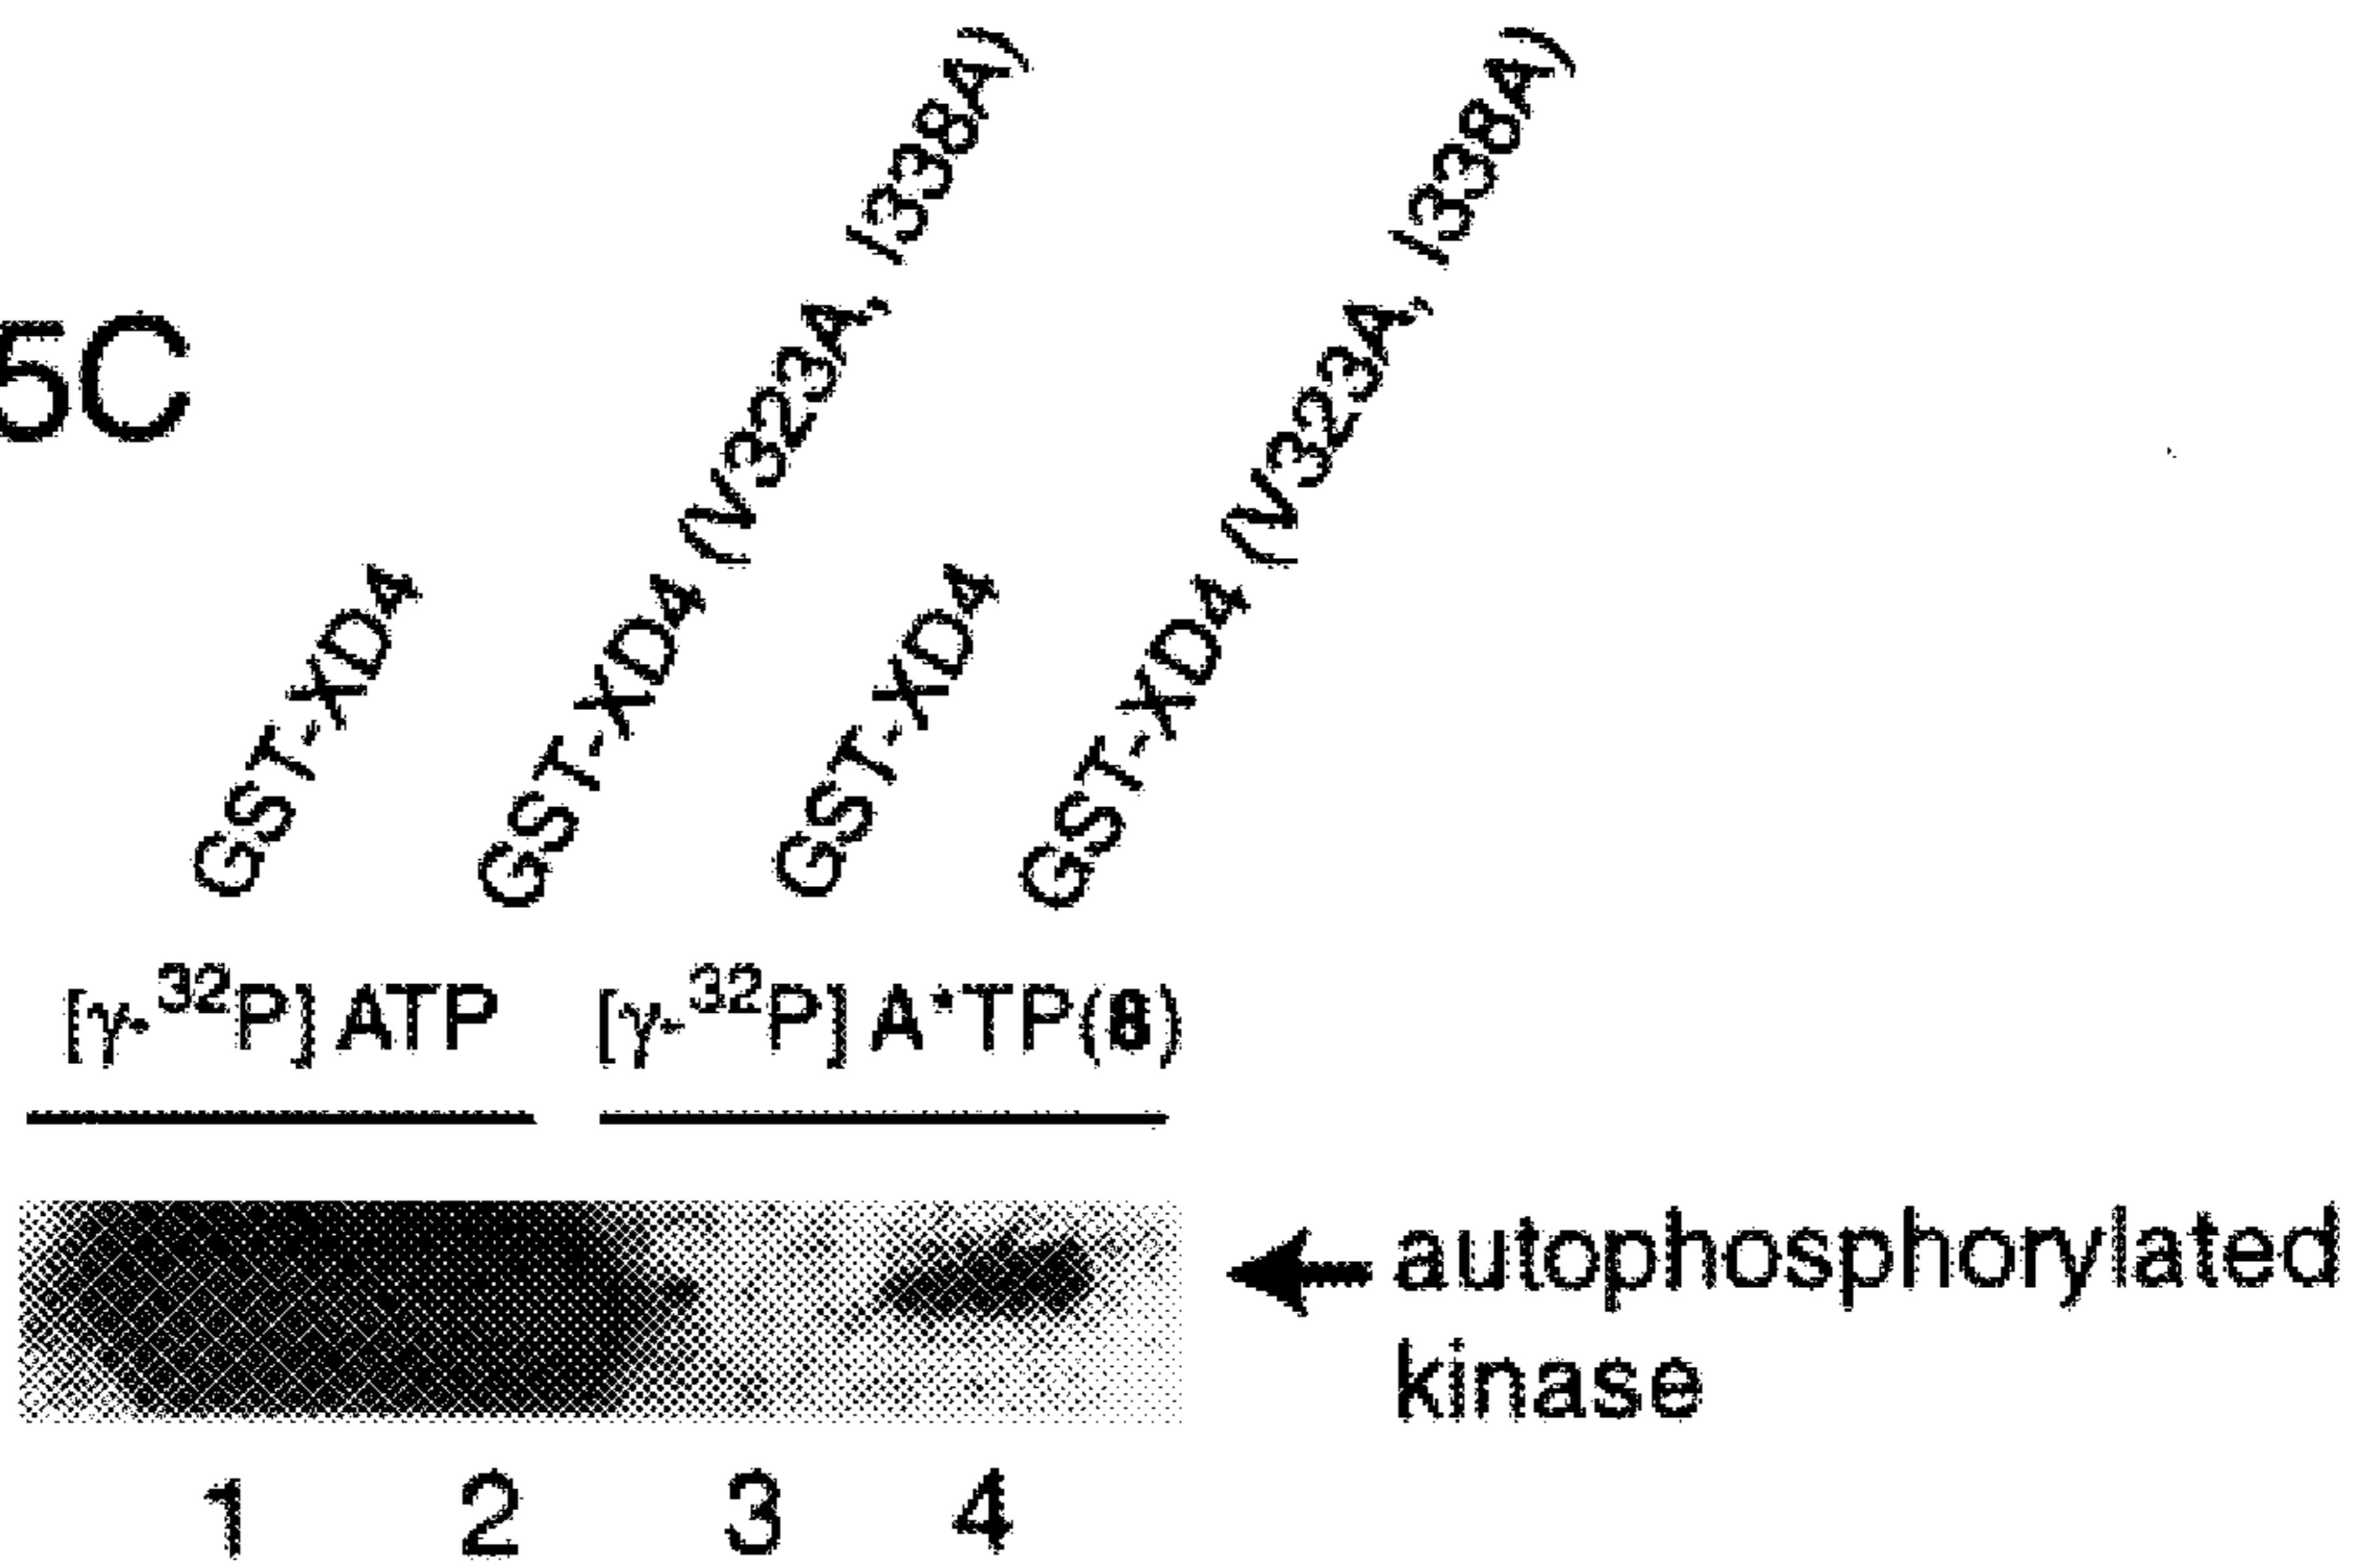 5C
GST-XD4
GST-XD4 (V323A, I338A)
GST-XD4
GST-XD4 (V323A, I338A)
[γ-³²P] ATP
[γ-³²P] A*TP(8)
autophosphorylated
kinase
1 2 3 4